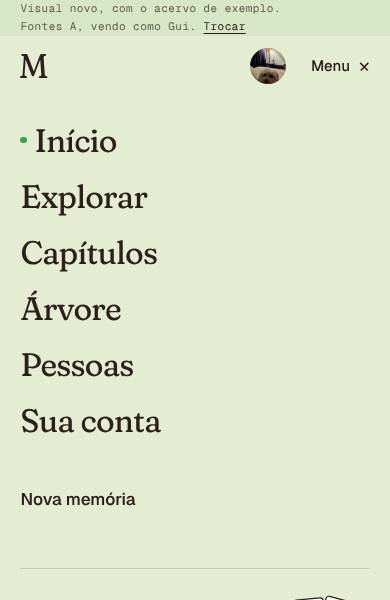 Visual novo, com o acervo de exemplo.
Fontes A, vendo como Gui. Trocar
M
Menu ×
Início
Explorar
Capítulos
Árvore
Pessoas
Sua conta
Nova memória